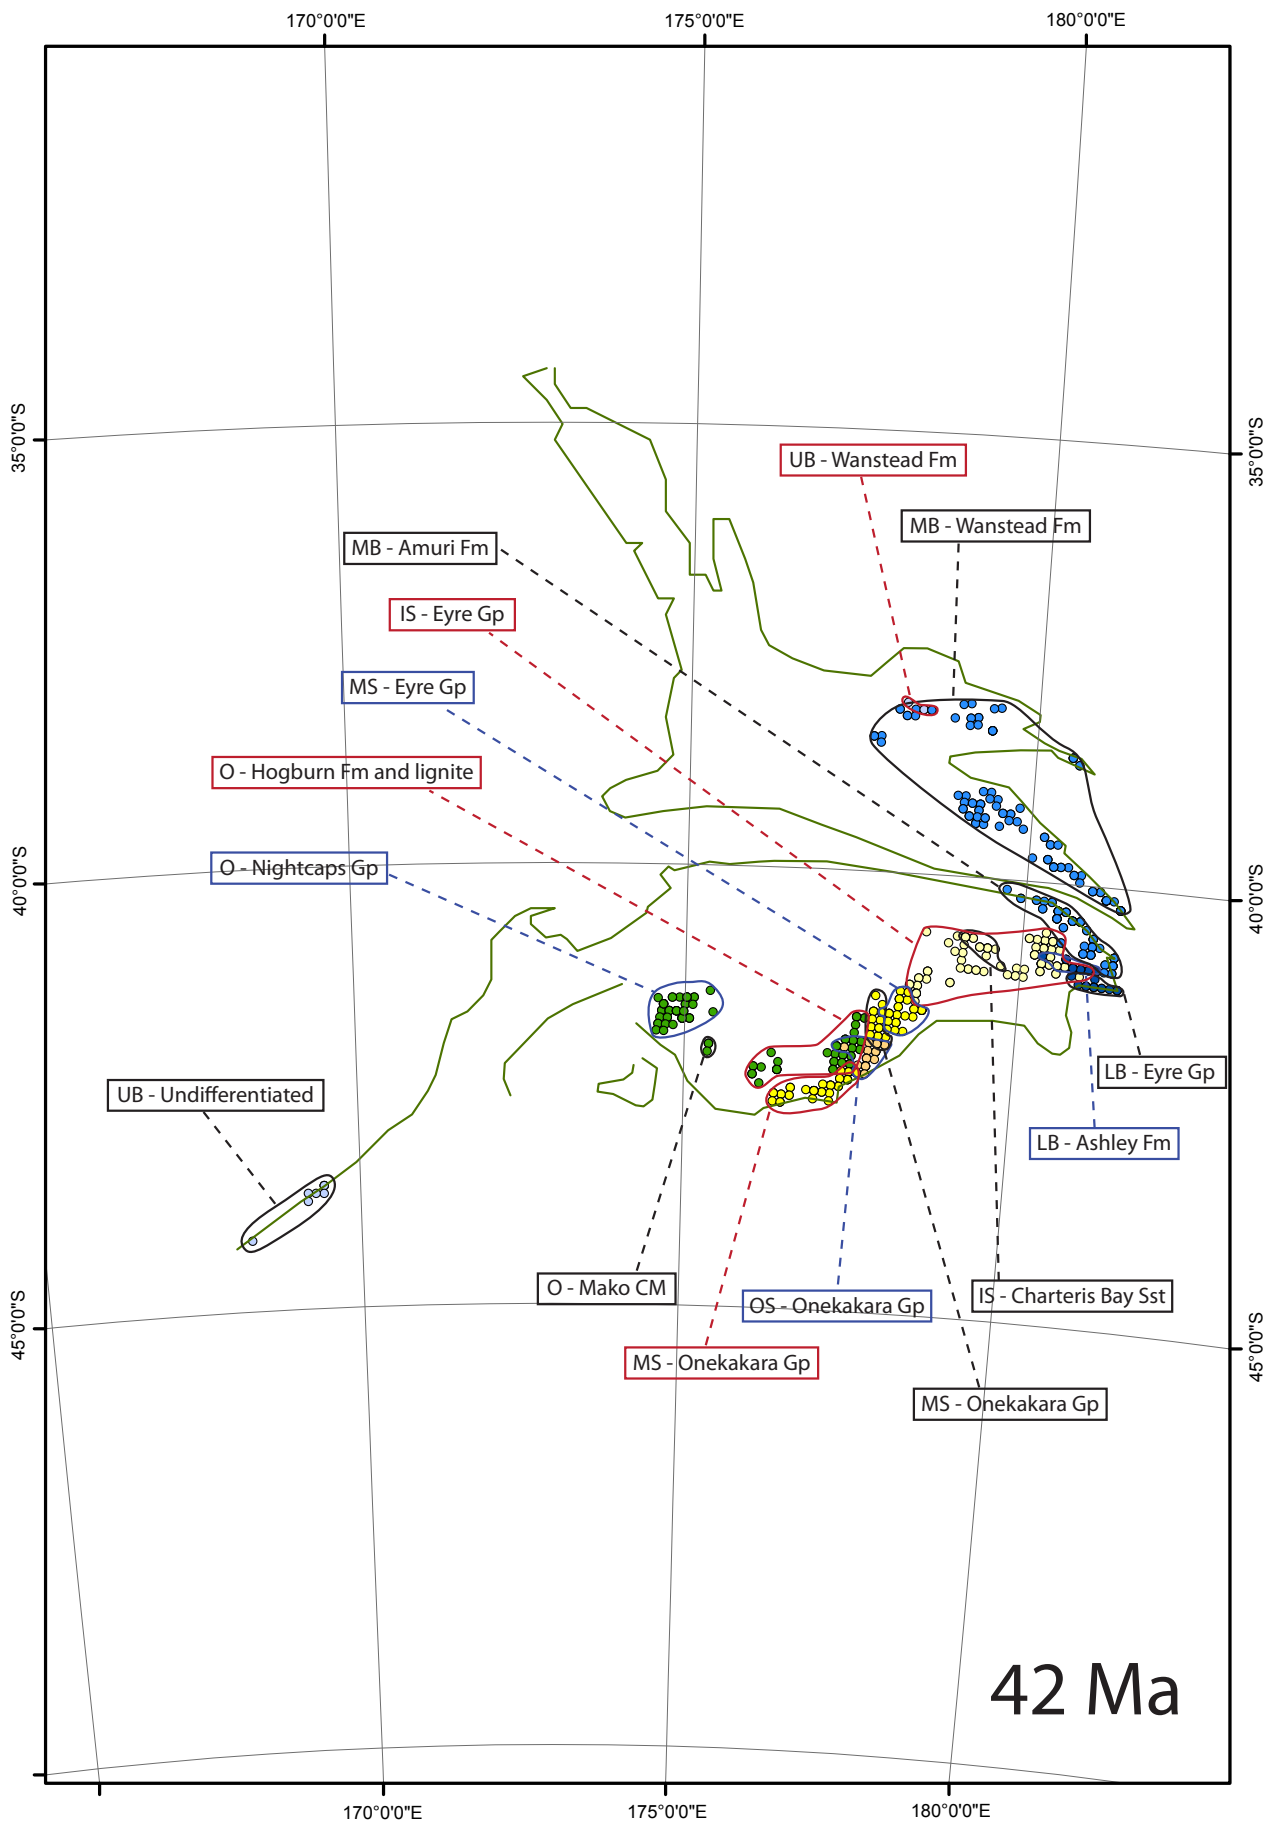 170°0'0"E
175°0'0"E
180°0'0"E
35°0'0"S
35°0'0"S
UB - Wanstead Fm
MB - Wanstead Fm
MB - Amuri Fm
IS - Eyre Gp
MS - Eyre Gp
O - Hogburn Fm and lignite
O - Nightcaps Gp
40°0'0"S
40°0'0"S
LB - Eyre Gp
UB - Undifferentiated
LB - Ashley Fm
O - Mako CM
IS - Charteris Bay Sst
OS - Onekakara Gp
45°0'0"S
45°0'0"S
MS - Onekakara Gp
MS - Onekakara Gp
42 Ma
170°0'0"E
175°0'0"E
180°0'0"E